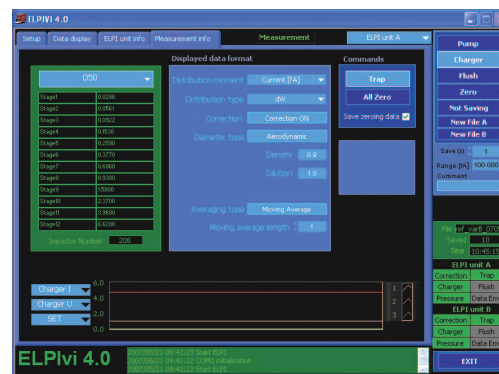 ELPIVI 4.0
Setup Data display ELPI unit info Measurement info Measurement ELPI unit A
Displayed data format
Commands
D50
Stage1 0.0286
Stage2 0.0561
Stage3 0.0922
Stage4 0.1530
Stage5 0.2590
Stage6 0.3770
Stage7 0.6060
Stage8 0.9380
Stage9 1.5800
Stage10 2.3700
Stage11 3.9600
Stage12 6.6200
Impactor Number 208
Distribution moment Current [fA]
Distribution type dW
Correction Correction ON
Diameter type Aerodynamic
Density 0.8
Dilution 1.0
Averaging type Moving Average
Moving average length 1
Trap
All Zero
Save zeroing data
Pump
Charger
Flush
Zero
Not Saving
New File A
New File B
Save (s) 1
Range [fA] 100 000
Comment
File ref_varB_070
Saved 10
Time 10:45:15
ELPI unit A
Correction Trap
Charger Flush
Pressure Data Err
ELPI unit B
Correction Trap
Charger Flush
Pressure Data Err
EXIT
Charger I
Charger U
SET
6.0
4.0
2.0
0.0
1
2
3
ELPIvi 4.0
2007/05/21 09:42:23 Start ELPI
2007/05/21 09:42:22 COM2 initialisation
2007/05/21 09:42:22 Start ELPI